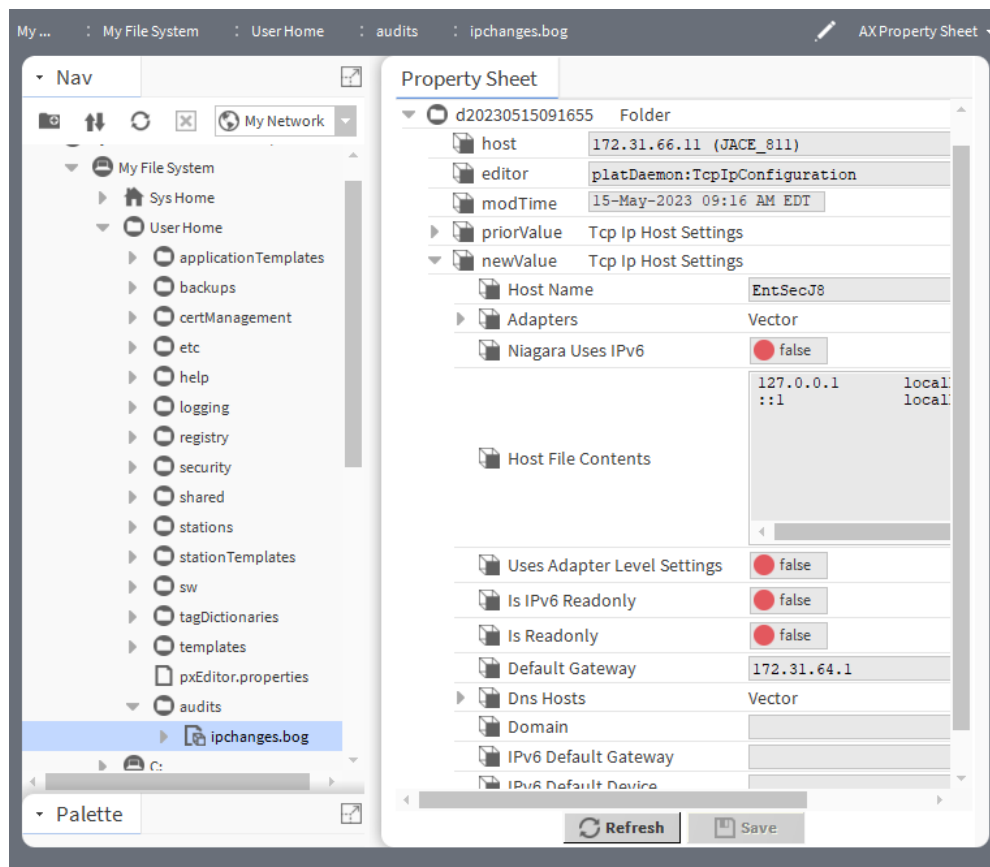 My ... : My File System : User Home : audits : ipchanges.bog AX Property Sheet
Nav
My Network
My File System
Sys Home
User Home
applicationTemplates
backups
certManagement
etc
help
logging
registry
security
shared
stations
stationTemplates
sw
tagDictionaries
templates
pxEditor.properties
audits
ipchanges.bog
C:
Palette
Property Sheet
d20230515091655 Folder
host 172.31.66.11 (JACE_811)
editor platDaemon:TcpIpConfiguration
modTime 15-May-2023 09:16 AM EDT
priorValue Tcp Ip Host Settings
newValue Tcp Ip Host Settings
Host Name EntSecJ8
Adapters Vector
Niagara Uses IPv6 false
127.0.0.1 local
::1 local
Host File Contents
Uses Adapter Level Settings false
Is IPv6 Readonly false
Is Readonly false
Default Gateway 172.31.64.1
Dns Hosts Vector
Domain
IPv6 Default Gateway
IPv6 Default Device
Refresh Save